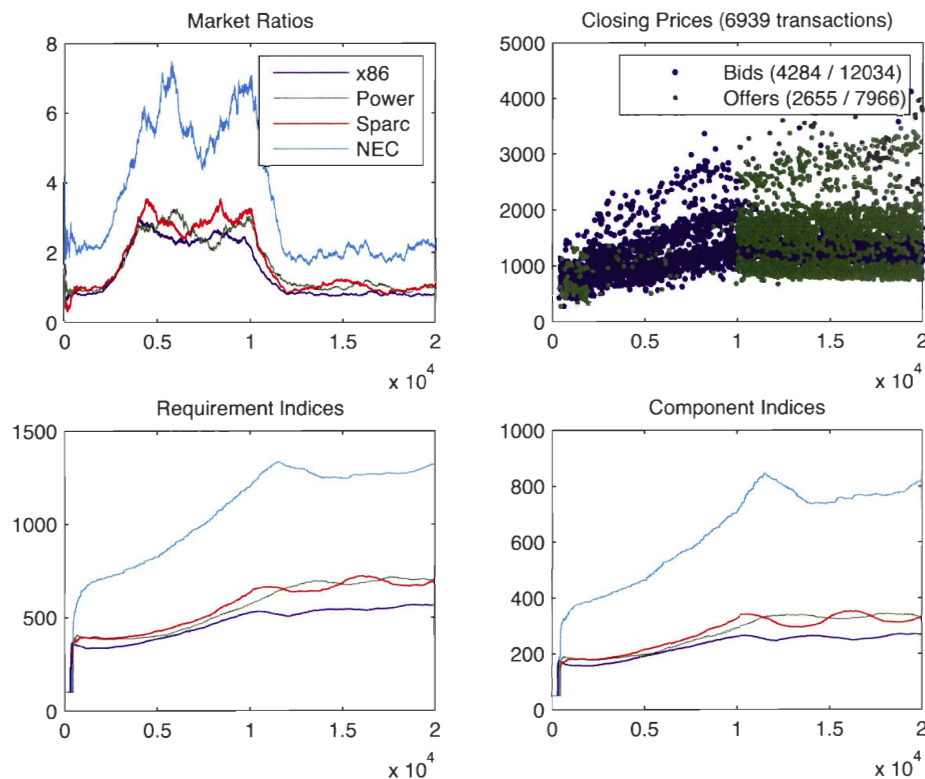 Market Ratios
8
6
4
2
0
x86
Power
Sparc
NEC
0 0.5 1 1.5 2
x 10^4
Closing Prices (6939 transactions)
5000
4000
3000
2000
1000
0
Bids (4284 / 12034)
Offers (2655 / 7966)
0 0.5 1 1.5 2
x 10^4
Requirement Indices
1500
1000
500
0
0 0.5 1 1.5 2
x 10^4
Component Indices
1000
800
600
400
200
0
0 0.5 1 1.5 2
x 10^4